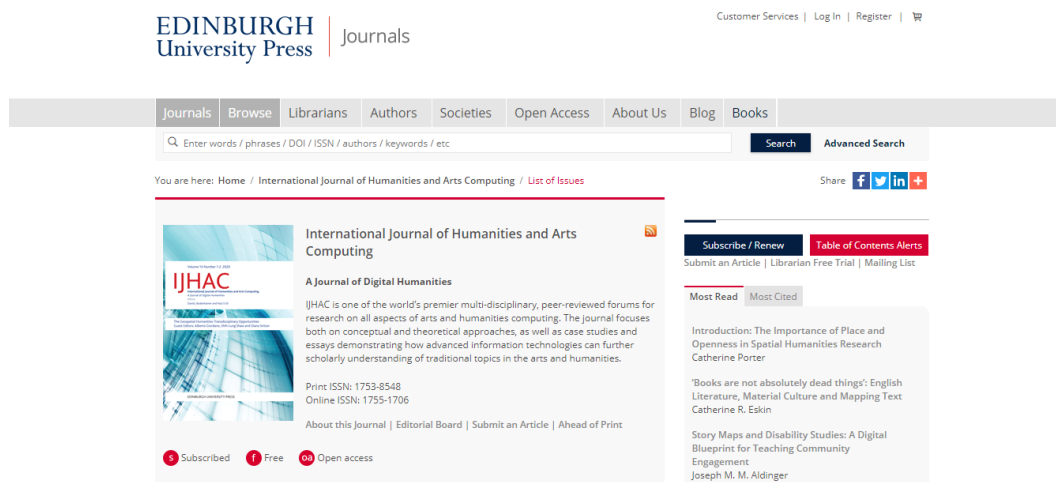 EDINBURGH
University Press
Journals
Customer Services | Log In | Register |
Journals Browse Librarians Authors Societies Open Access About Us Blog Books
Enter words / phrases / DOI / ISSN / authors / keywords / etc
Search
Advanced Search
You are here: Home / International Journal of Humanities and Arts Computing / List of Issues
Share
International Journal of Humanities and Arts
Computing
A Journal of Digital Humanities
IJHAC is one of the world's premier multi-disciplinary, peer-reviewed forums for
research on all aspects of arts and humanities computing. The journal focuses
both on conceptual and theoretical approaches, as well as case studies and
essays demonstrating how advanced information technologies can further
scholarly understanding of traditional topics in the arts and humanities.
Print ISSN: 1753-8548
Online ISSN: 1755-1706
About this Journal | Editorial Board | Submit an Article | Ahead of Print
IJHAC
EDINBURGH UNIVERSITY PRESS
s Subscribed
f Free
oa Open access
Subscribe / Renew
Table of Contents Alerts
Submit an Article | Librarian Free Trial | Mailing List
Most Read
Most Cited
Introduction: The Importance of Place and
Openness in Spatial Humanities Research
Catherine Porter
'Books are not absolutely dead things': English
Literature, Material Culture and Mapping Text
Catherine R. Eskin
Story Maps and Disability Studies: A Digital
Blueprint for Teaching Community
Engagement
Joseph M. M. Aldinger